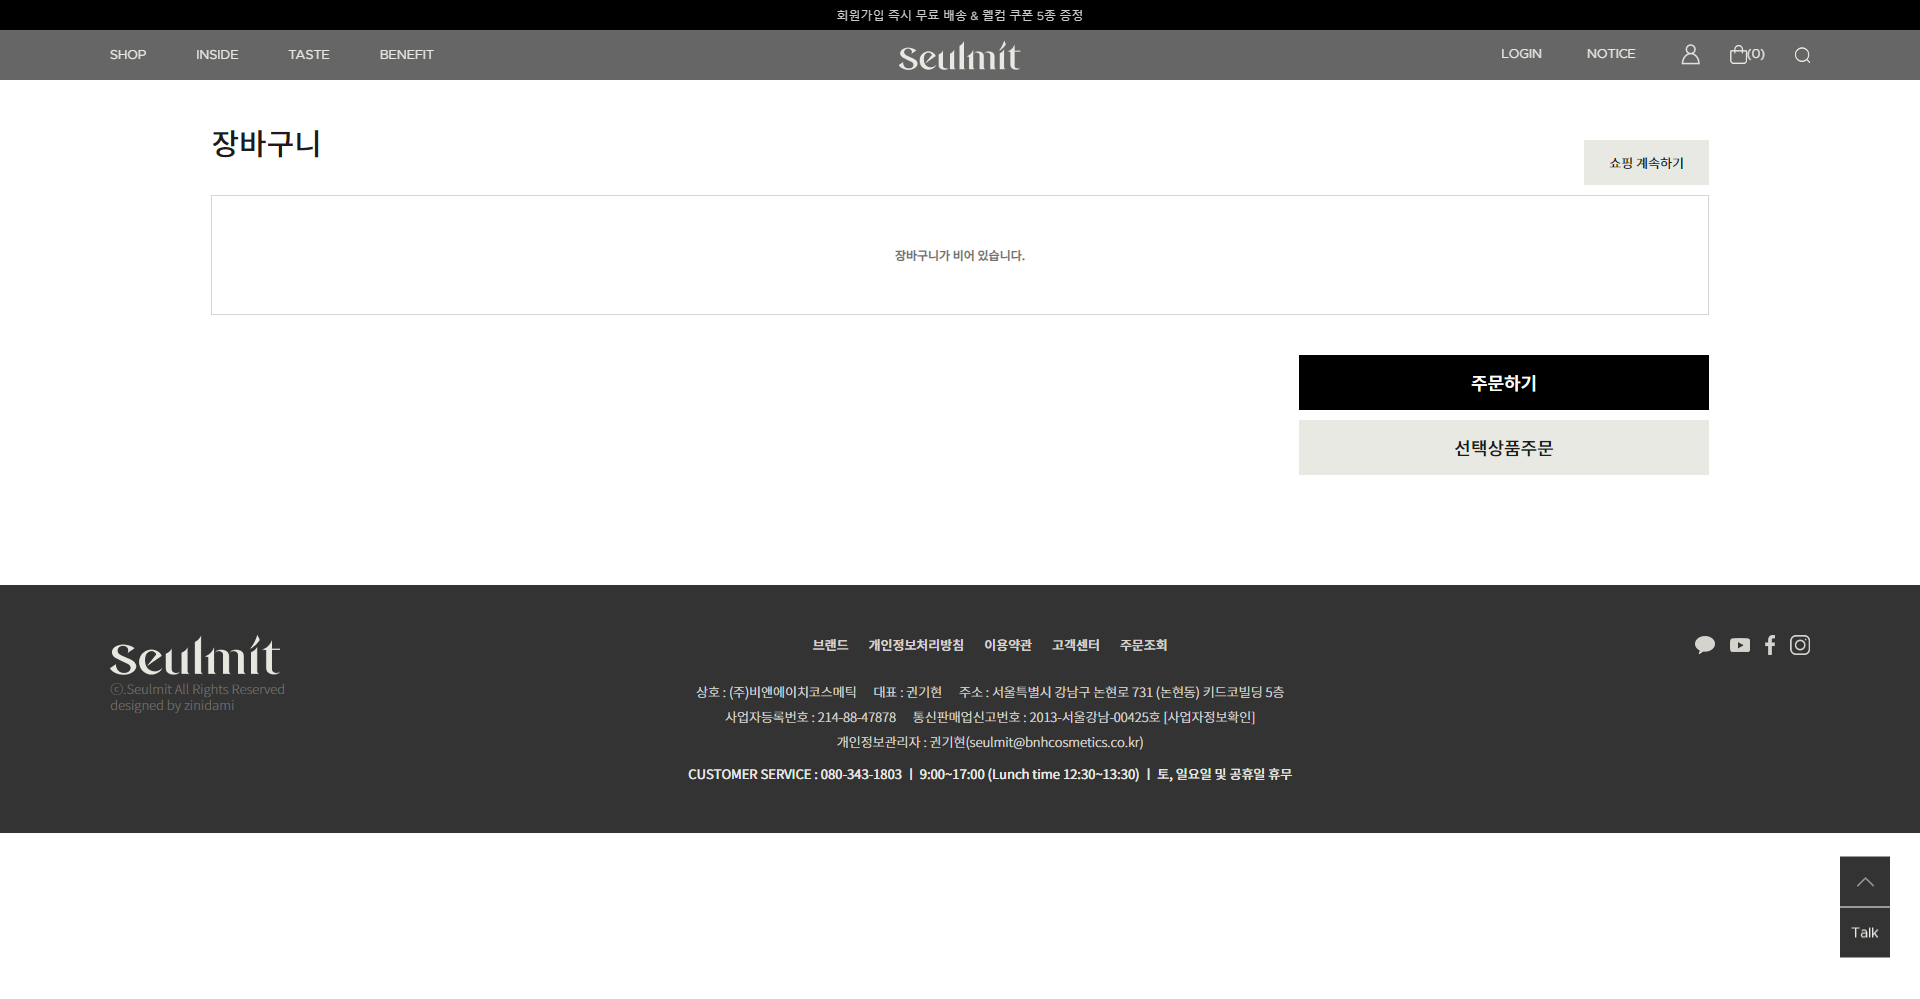 회원가입 즉시 무료 배송 & 웰컴 쿠폰 5종 증정
SHOP INSIDE TASTE BENEFIT Seulmit LOGIN NOTICE (0)
장바구니
쇼핑 계속하기
장바구니가 비어 있습니다.
주문하기
선택상품주문
Seulmit
ⓒ.Seulmit All Rights Reserved
designed by zinidami
브랜드 개인정보처리방침 이용약관 고객센터 주문조회
상호 : (주)비앤에이치코스메틱 대표 : 권기현 주소 : 서울특별시 강남구 논현로 731 (논현동) 키드코빌딩 5층
사업자등록번호 : 214-88-47878 통신판매업신고번호 : 2013-서울강남-00425호 [사업자정보확인]
개인정보관리자 : 권기현(seulmit@bnhcosmetics.co.kr)
CUSTOMER SERVICE : 080-343-1803 ㅣ 9:00~17:00 (Lunch time 12:30~13:30) ㅣ 토, 일요일 및 공휴일 휴무
Talk